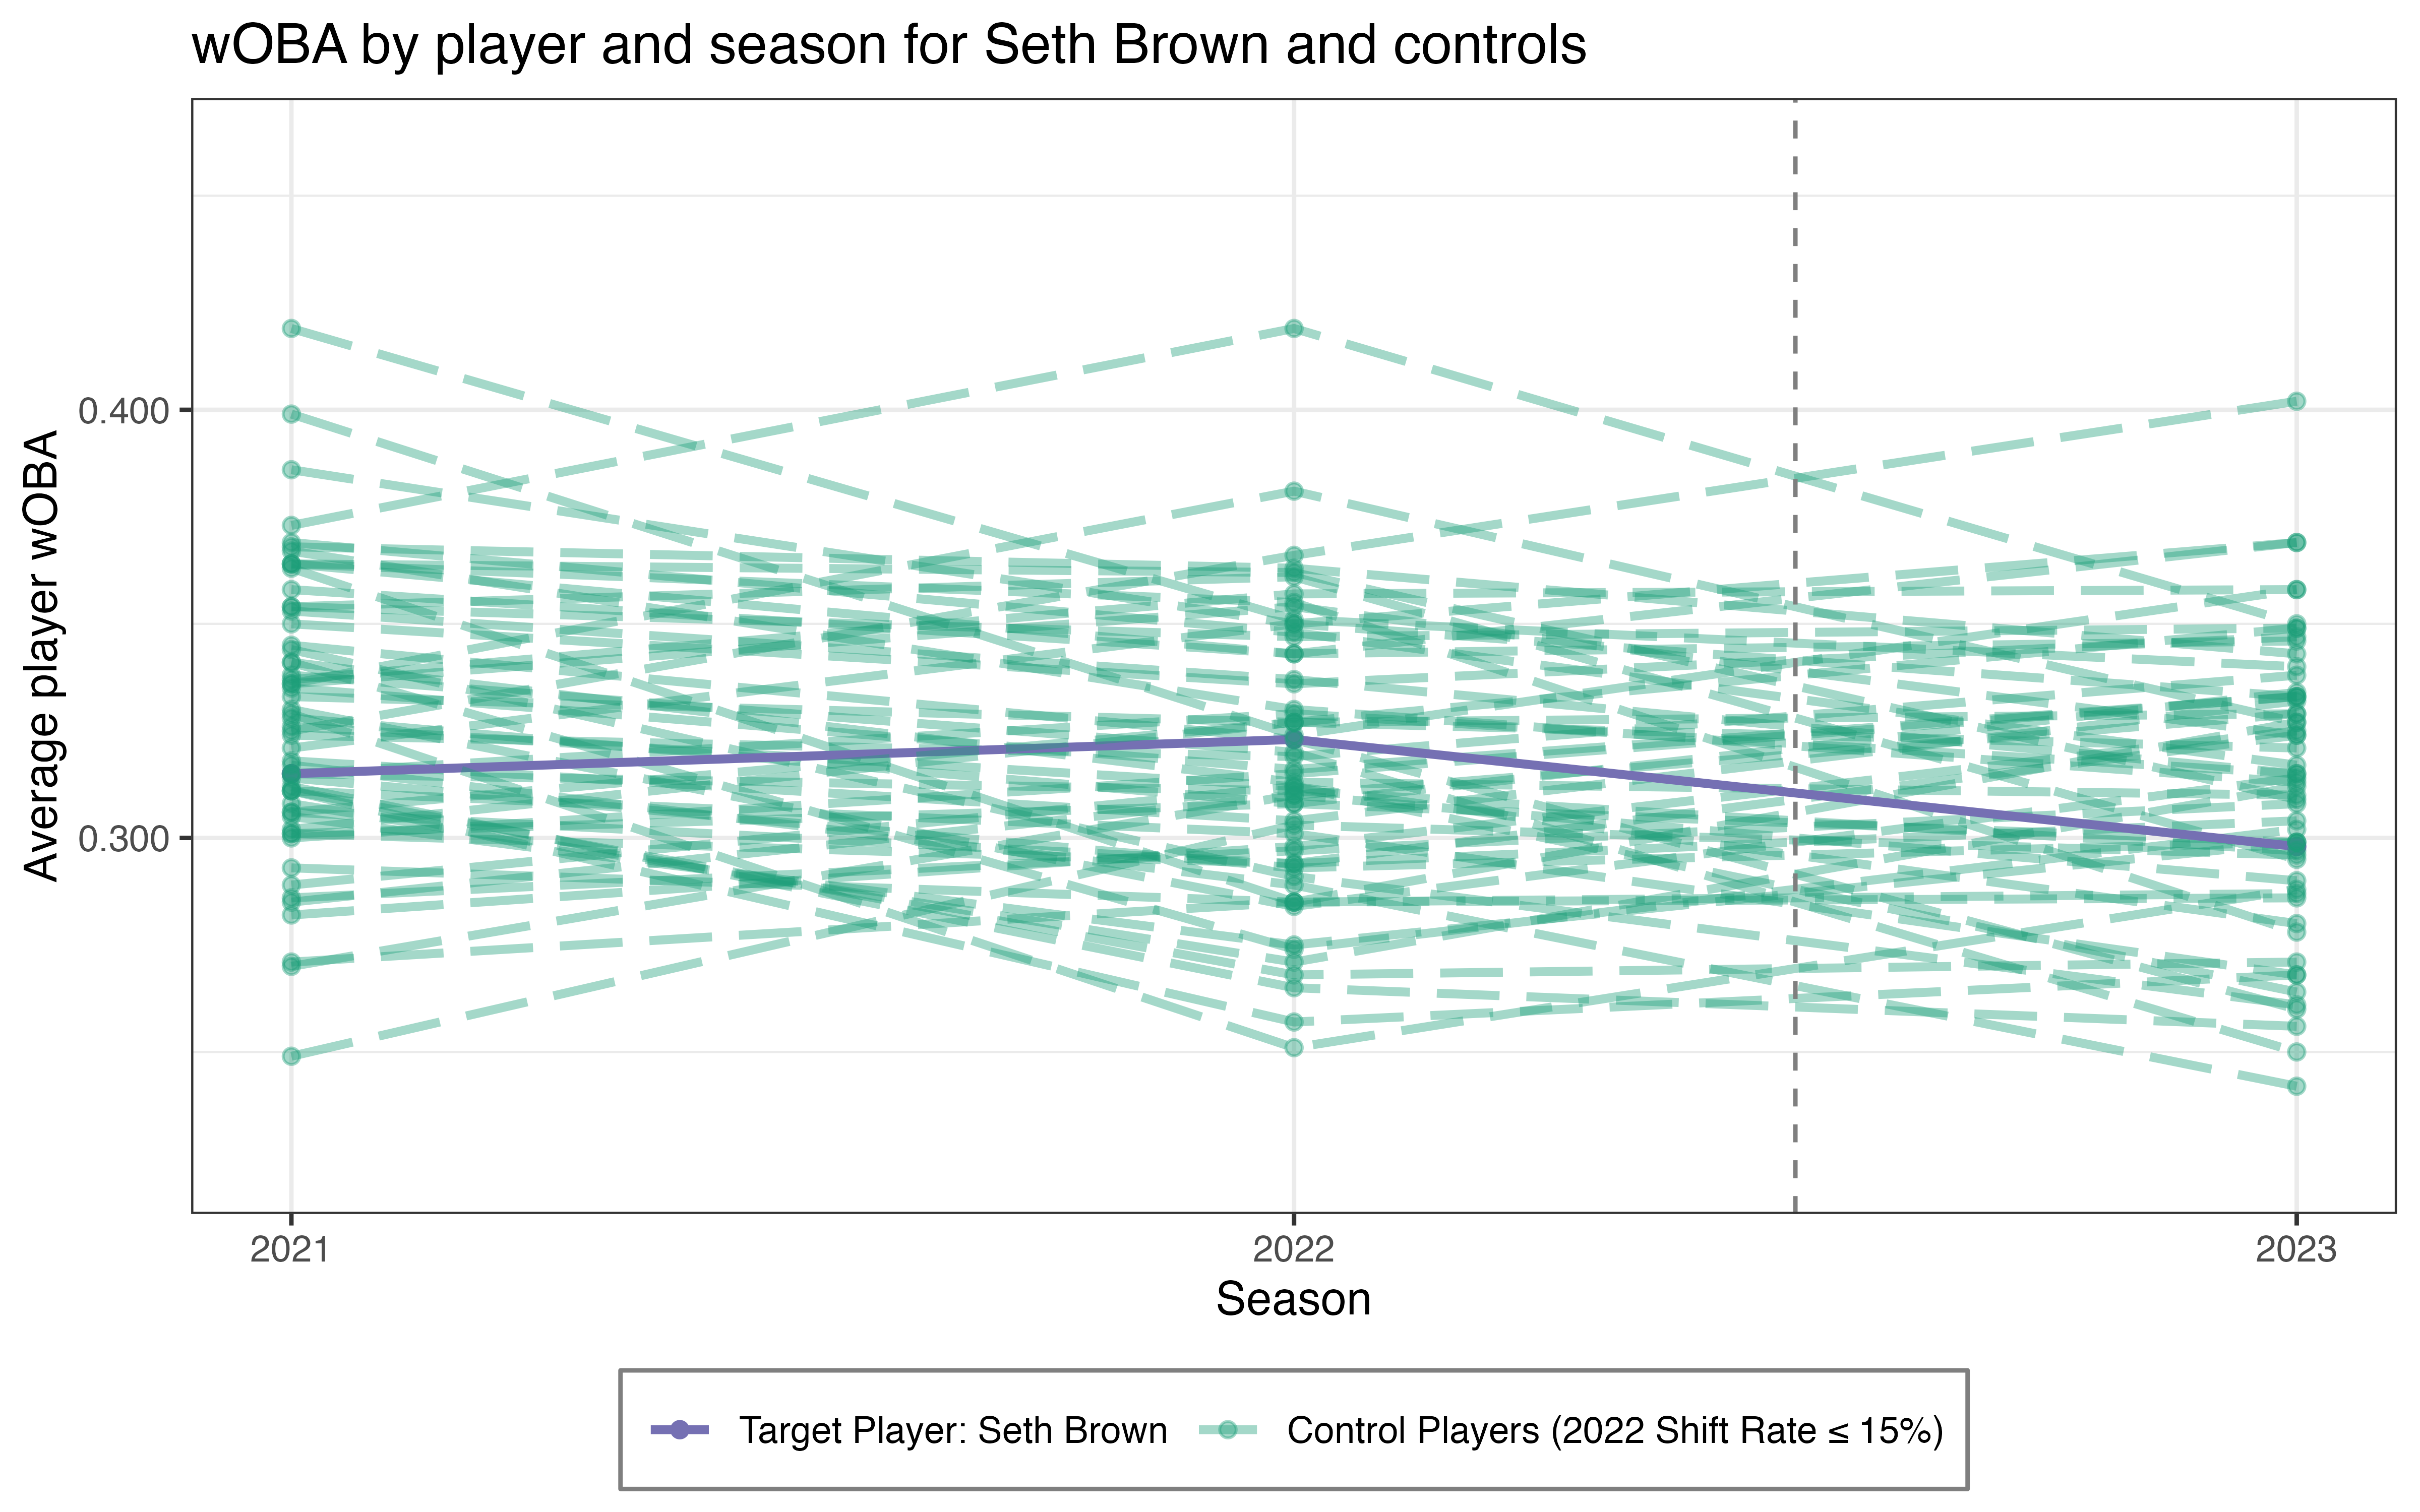 wOBA by player and season for Seth Brown and controls
Average player wOBA
0.400
0.300
2021
2022
2023
Season
Target Player: Seth Brown
Control Players (2022 Shift Rate ≤ 15%)